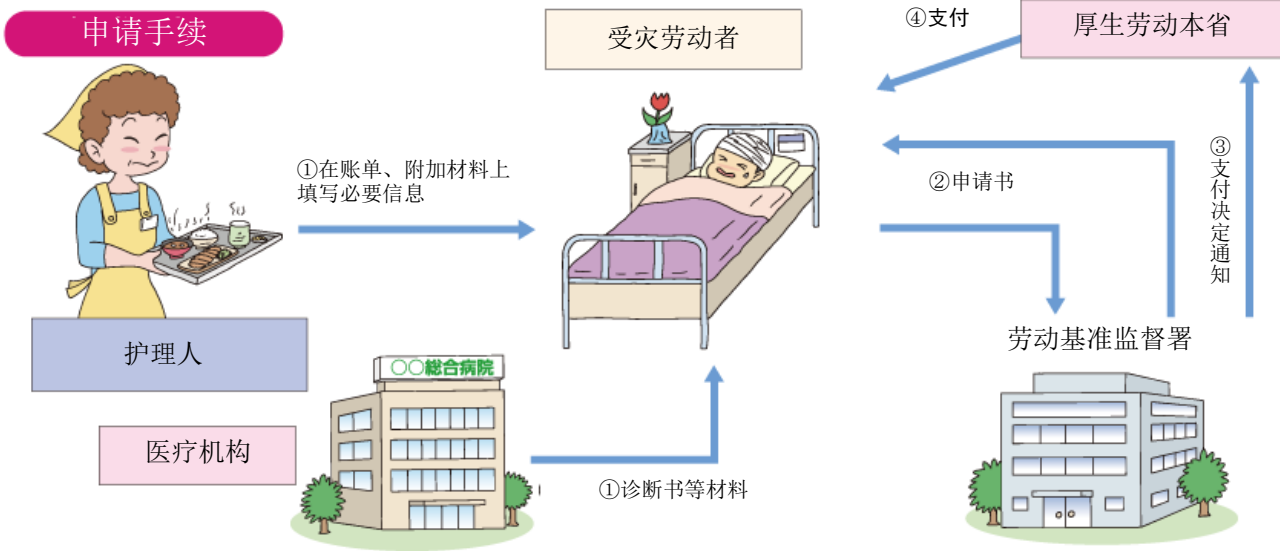 申请手续
受灾劳动者
④支付
厚生劳动本省
①在账单、附加材料上
填写必要信息
②申请书
③支付决定通知
护理人
劳动基准监督署
〇〇総合病院
医疗机构
①诊断书等材料